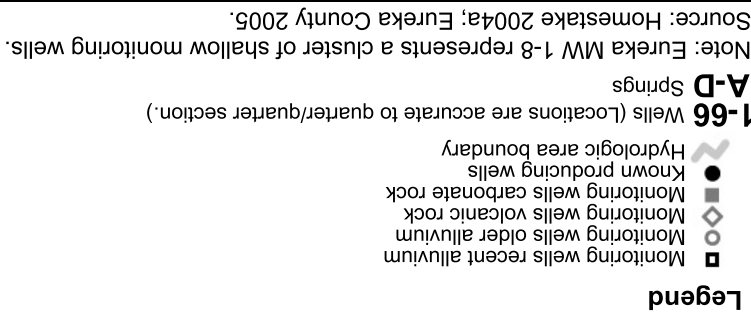 Legend
Monitoring wells recent alluvium
Monitoring wells older alluvium
Monitoring wells volcanic rock
Monitoring wells carbonate rock
Known producing wells
Hydrologic area boundary
1-66 Wells (Locations are accurate to quarter/quarter section.)
A-D Springs
Note: Eureka MW 1-8 represents a cluster of shallow monitoring wells.
Source: Homestake 2004a; Eureka County 2005.